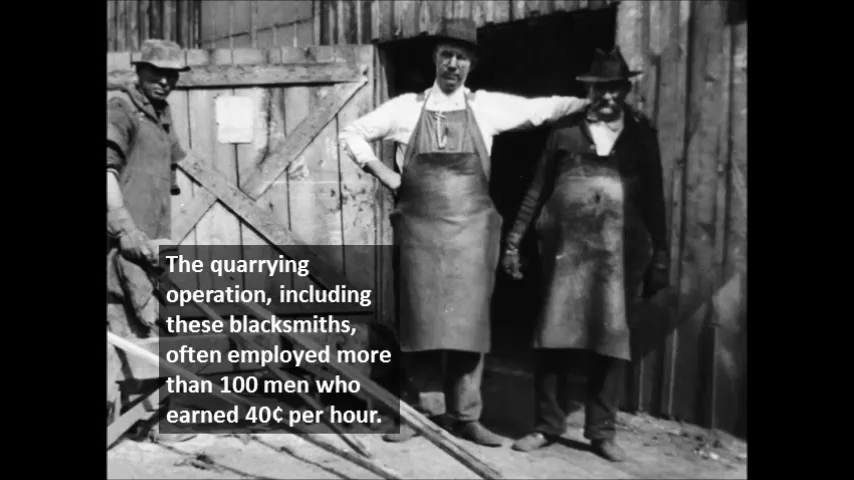 The quarrying
operation, including
these blacksmiths,
often employed more
than 100 men who
earned 40¢ per hour.